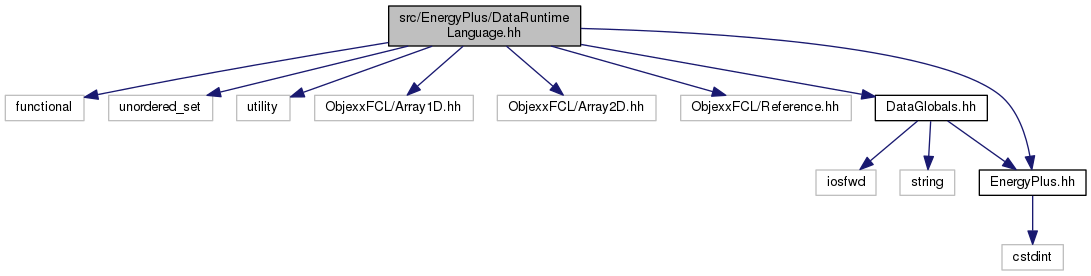 src/EnergyPlus/DataRuntime
Language.hh
functional
unordered_set
utility
ObjexxFCL/Array1D.hh
ObjexxFCL/Array2D.hh
ObjexxFCL/Reference.hh
DataGlobals.hh
iosfwd
string
EnergyPlus.hh
cstdint